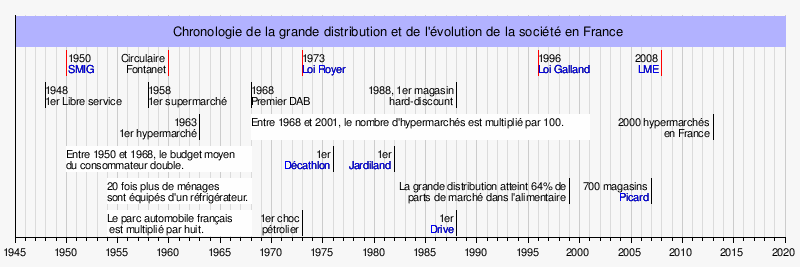 Chronologie de la grande distribution et de l'évolution de la société en France
1950
SMIG
Circulaire
Fontanet
1973
Loi Royer
1996
Loi Galland
2008
LME
1948
1er Libre service
1958
1er supermarché
1968
Premier DAB
1988, 1er magasin
hard-discount
1963
1er hypermarché
Entre 1968 et 2001, le nombre d'hypermarchés est multiplié par 100.
2000 hypermarchés
en France
Entre 1950 et 1968, le budget moyen
du consommateur double.
1er
Décathlon
1er
Jardiland
20 fois plus de ménages
sont équipés d'un réfrigérateur.
La grande distribution atteint 64% de
parts de marché dans l'alimentaire
700 magasins
Picard
Le parc automobile français
est multiplié par huit.
1er choc
pétrolier
1er
Drive
1945 1950 1955 1960 1965 1970 1975 1980 1985 1990 1995 2000 2005 2010 2015 2020